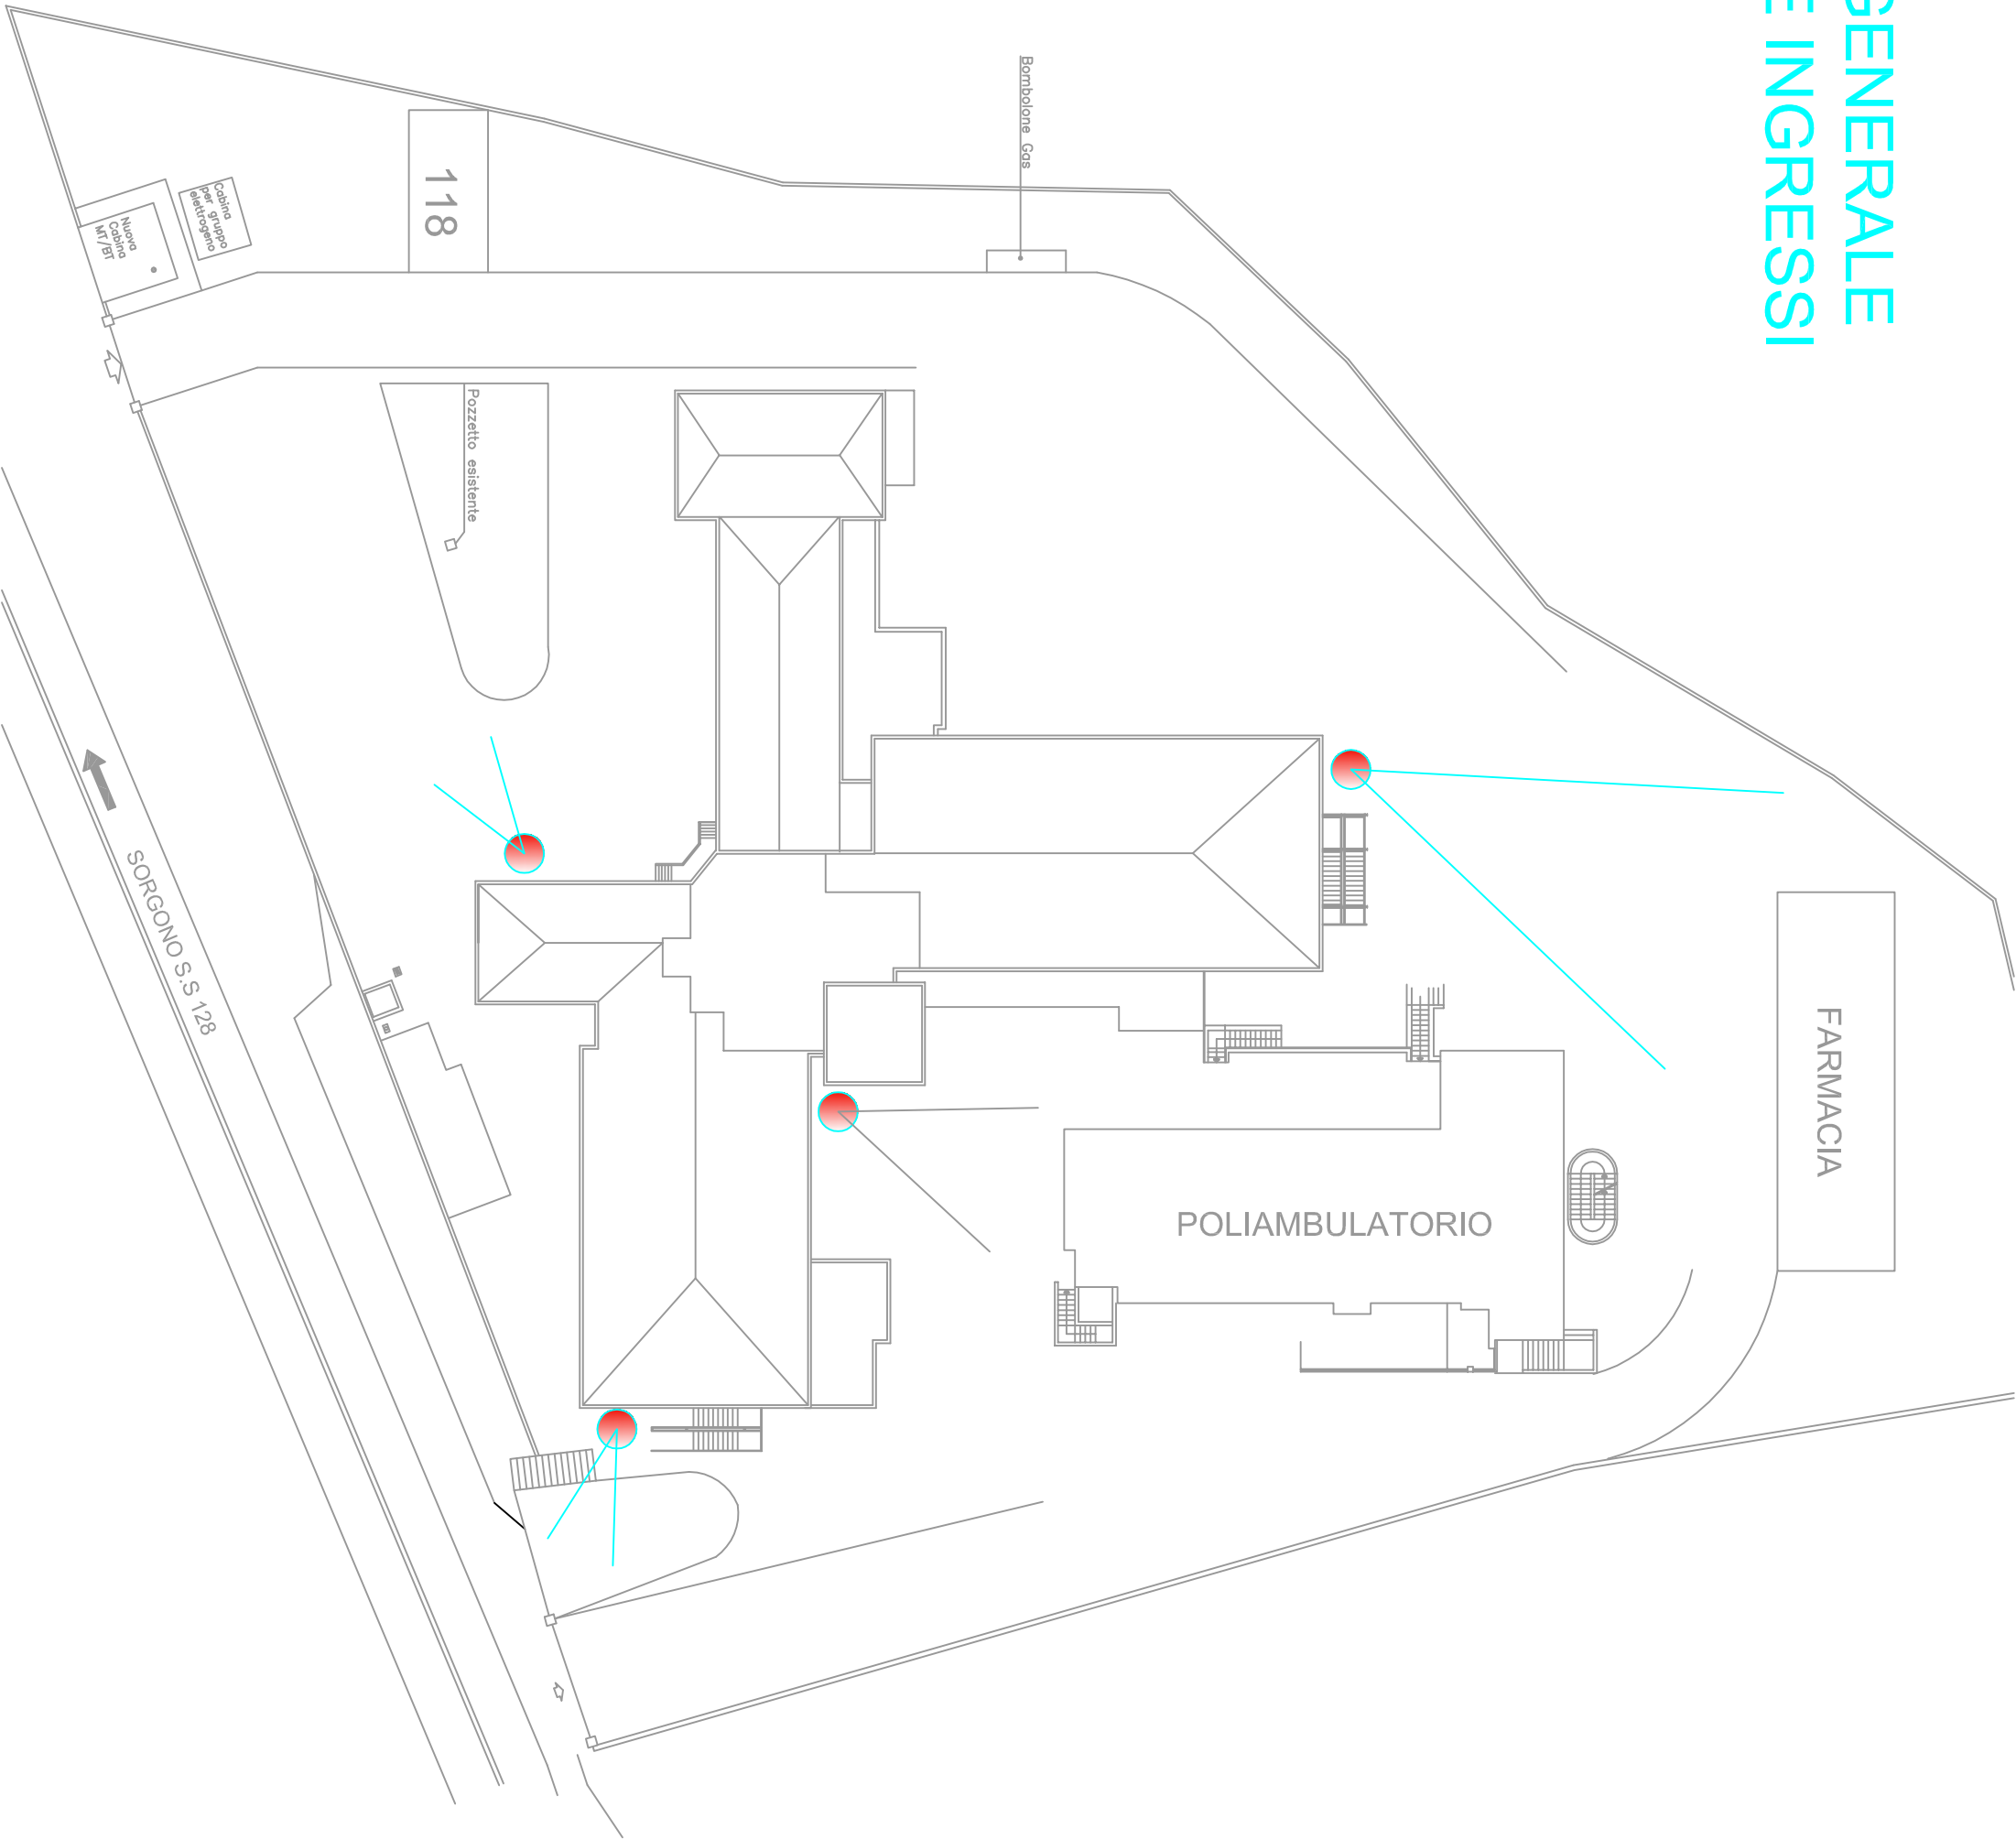 GENERALE
E INGRESSI
Bombolone Gas
118
Cabina
per gruppo
elettrogeno
Nuova
Cabina
MT/BT
Pozzetto esistente
SORGONO S.S 128
FARMACIA
POLIAMBULATORIO